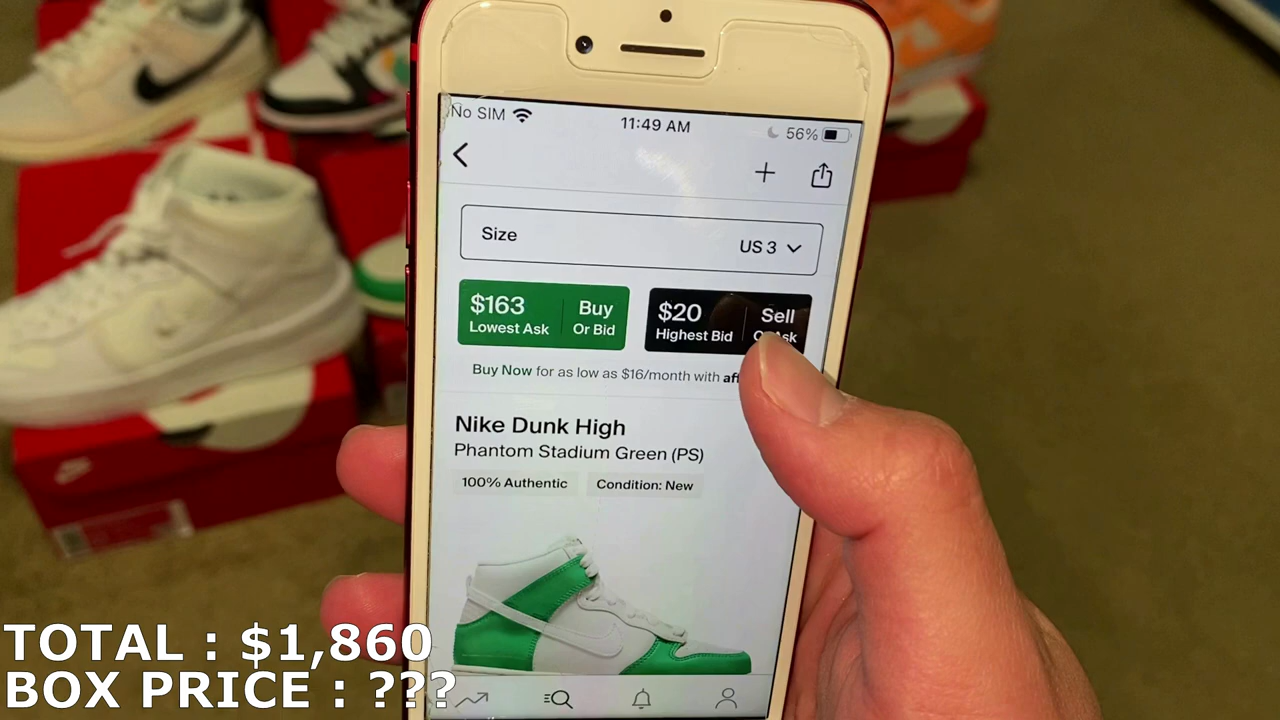 No SIM
11:49 AM
56%
Size
US 3
$163
Lowest Ask
Buy
Or Bid
$20
Highest Bid
Sell
Ask
Buy Now for as low as $16/month with
Nike Dunk High
Phantom Stadium Green (PS)
100% Authentic
Condition: New
TOTAL : $1,860
BOX PRICE : ???